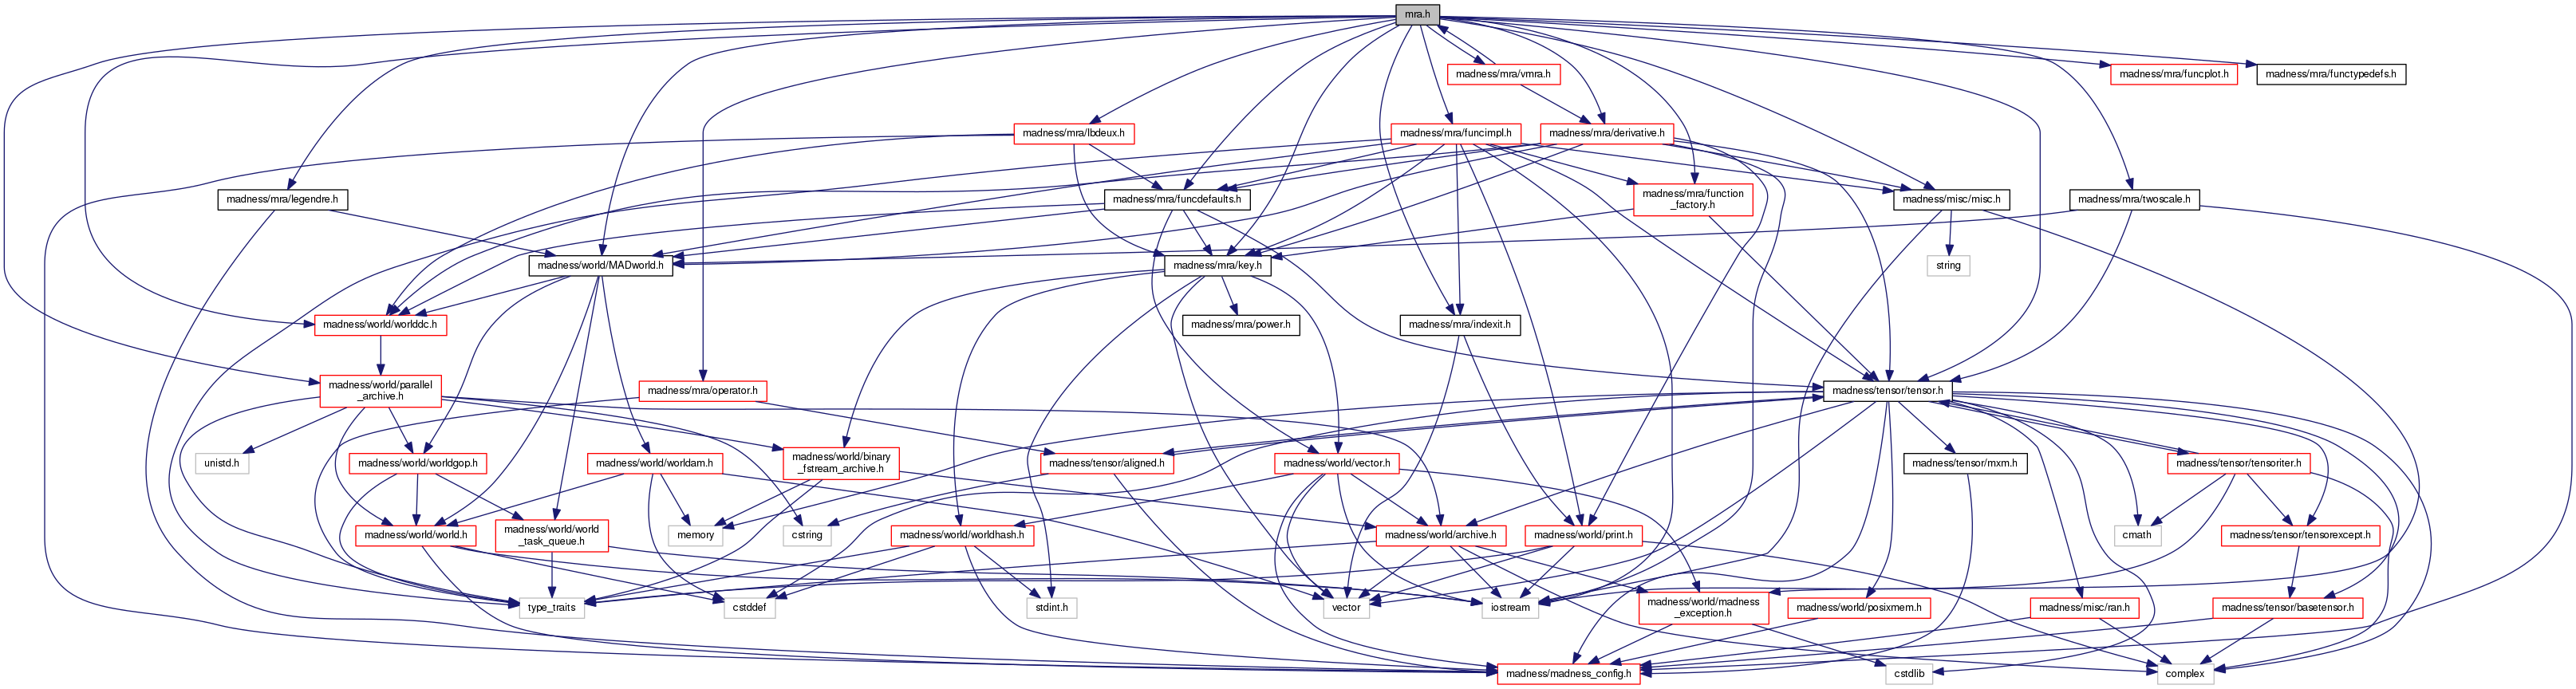 mra.h
madness/mra/vmra.h
madness/mra/funcplot.h
madness/mra/functypedefs.h
madness/mra/lbdeux.h
madness/mra/funcimpl.h
madness/mra/derivative.h
madness/mra/legendre.h
madness/mra/funcdefaults.h
madness/mra/function
_factory.h
madness/misc/misc.h
madness/mra/twoscale.h
madness/world/MADworld.h
madness/mra/key.h
string
madness/world/worlddc.h
madness/mra/power.h
madness/mra/indexit.h
madness/world/parallel
_archive.h
madness/mra/operator.h
madness/tensor/tensor.h
unistd.h
madness/world/worldgop.h
madness/world/worldam.h
madness/world/binary
_fstream_archive.h
madness/tensor/aligned.h
madness/world/vector.h
madness/tensor/mxm.h
madness/tensor/tensoriter.h
madness/world/world.h
madness/world/world
_task_queue.h
memory
cstring
madness/world/worldhash.h
madness/world/archive.h
madness/world/print.h
cmath
madness/tensor/tensorexcept.h
type_traits
cstddef
iostream
stdint.h
vector
madness/world/madness
_exception.h
madness/world/posixmem.h
madness/misc/ran.h
madness/tensor/basetensor.h
madness/madness_config.h
cstdlib
complex